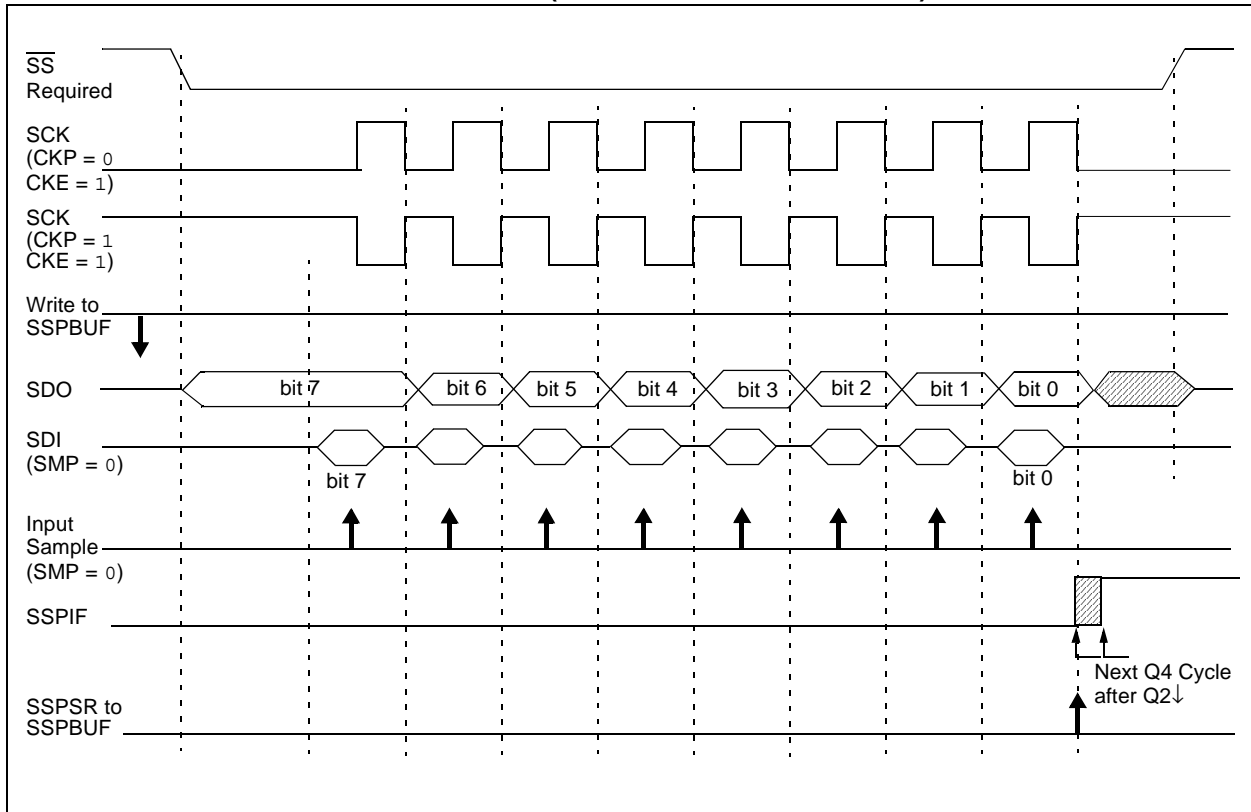 SS
Required
SCK
(CKP = 0
CKE = 1)
SCK
(CKP = 1
CKE = 1)
Write to
SSPBUF
SDO
bit 7 bit 6 bit 5 bit 4 bit 3 bit 2 bit 1 bit 0
SDI
(SMP = 0)
bit 7 bit 0
Input
Sample
(SMP = 0)
SSPIF
Next Q4 Cycle
after Q2↓
SSPSR to
SSPBUF